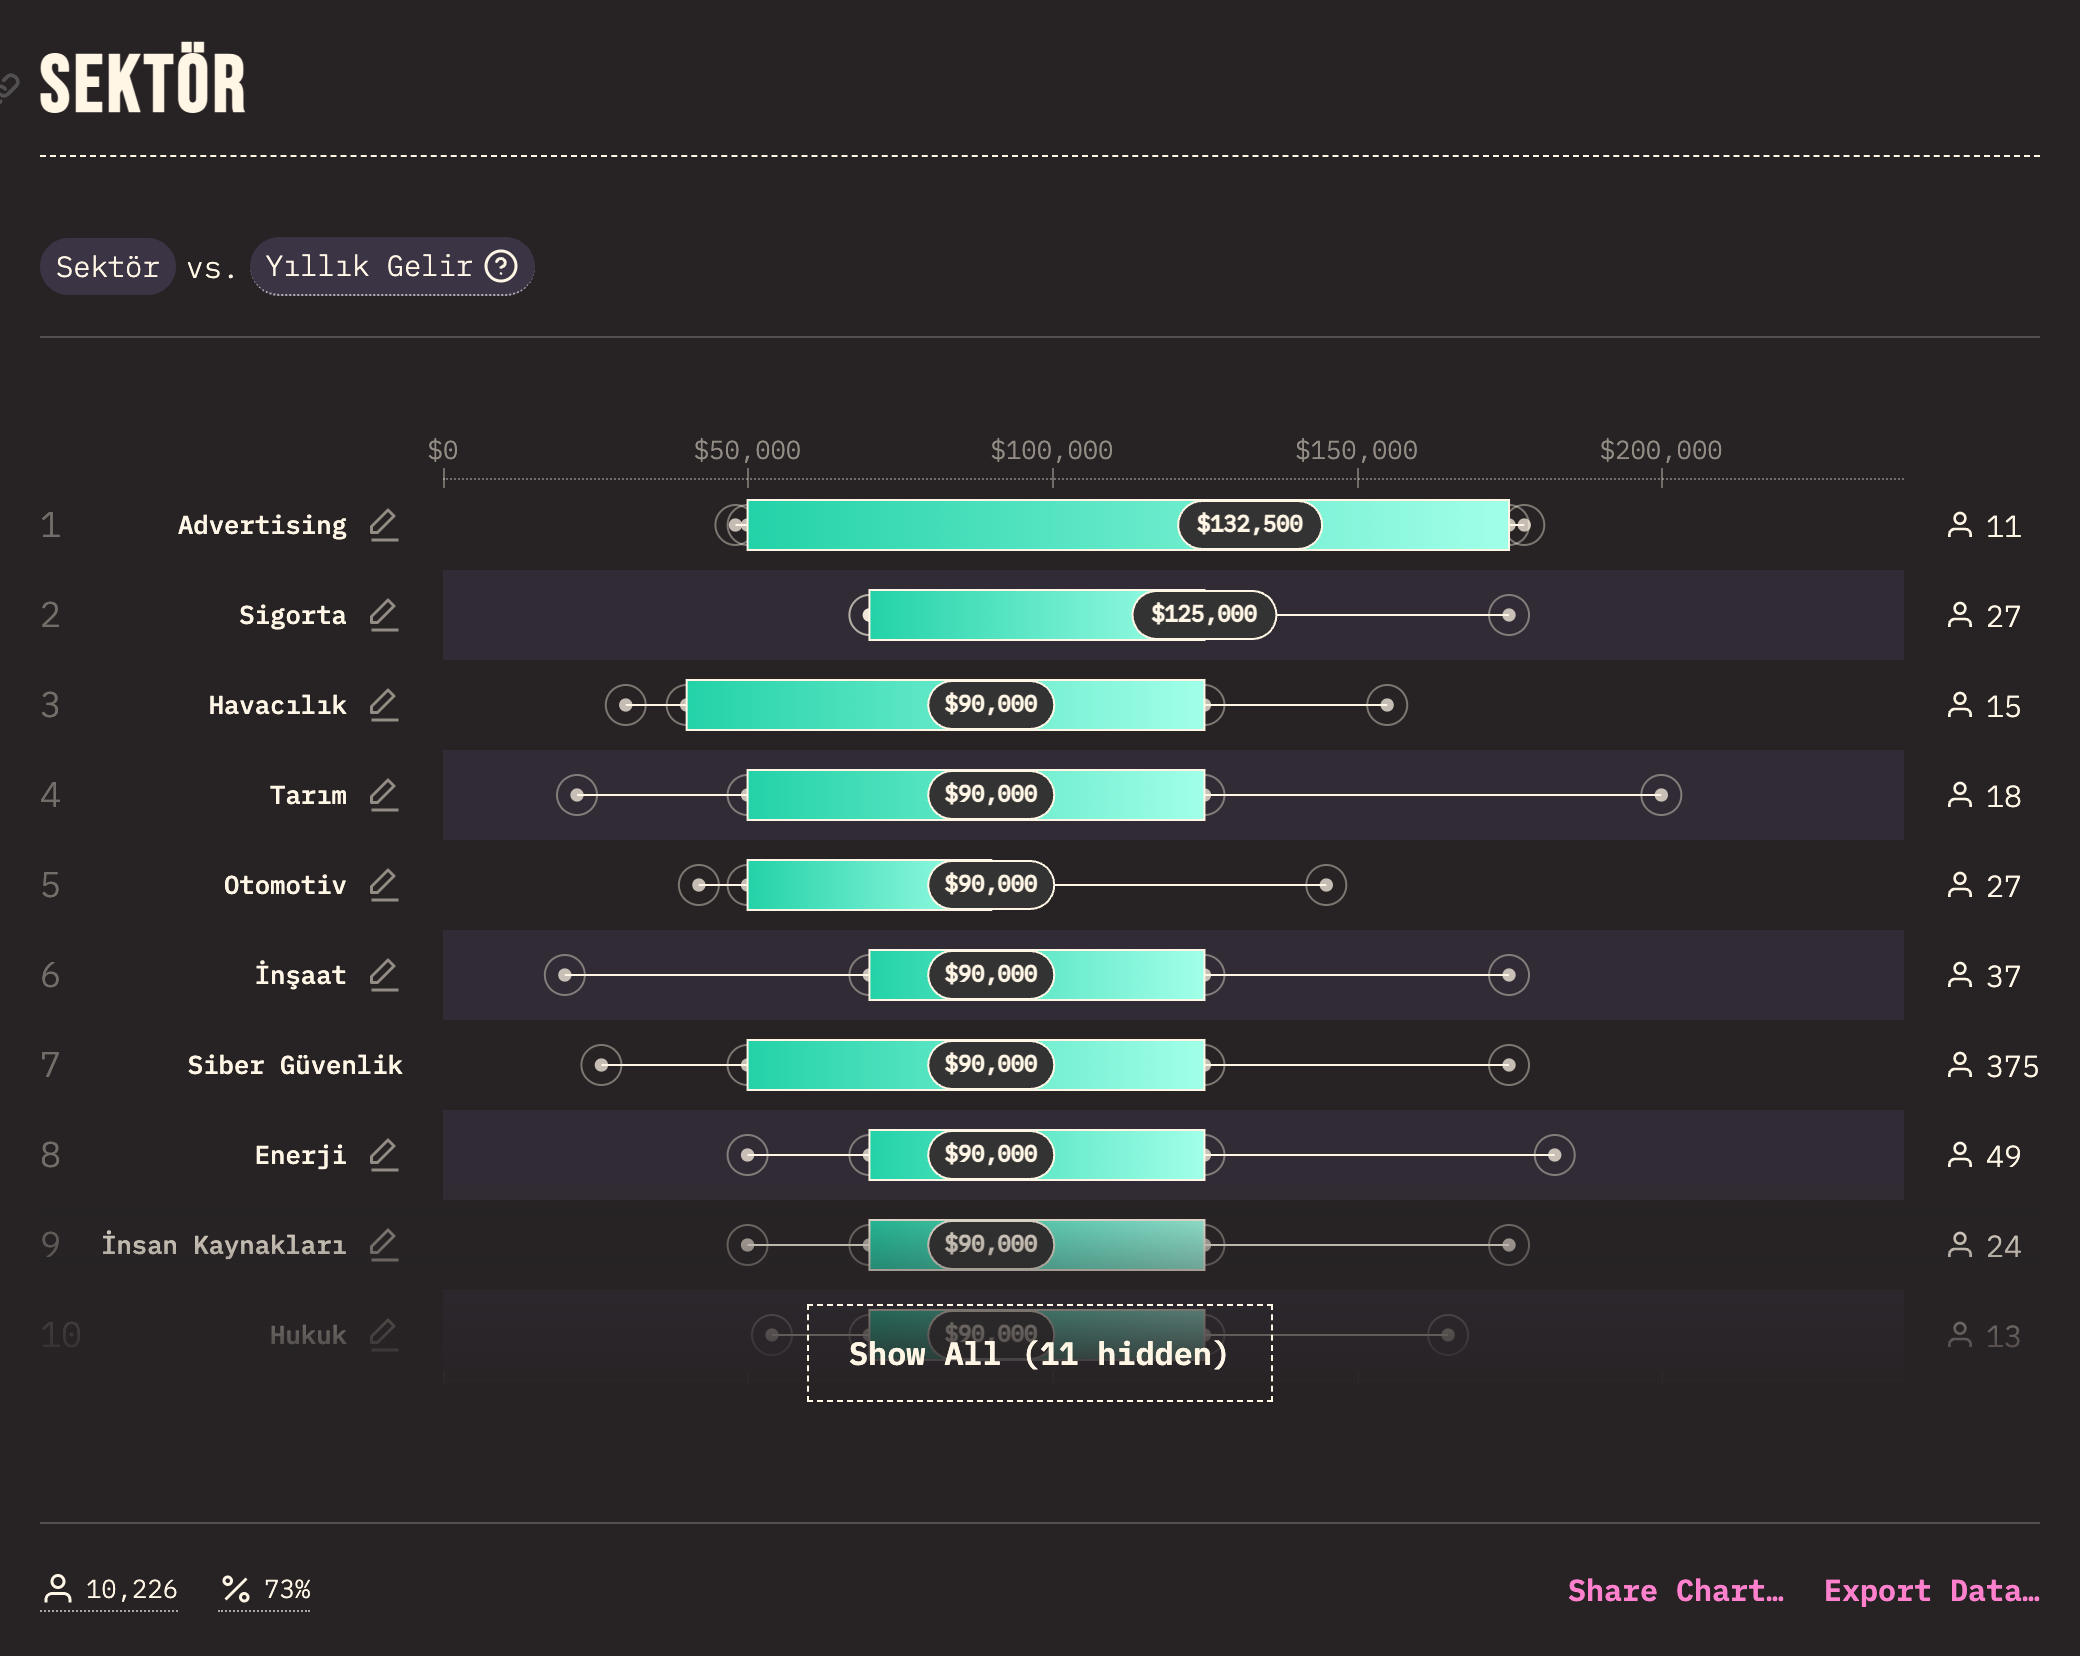 SEKTÖR
Sektör vs. Yıllık Gelir ?
$0 $50,000 $100,000 $150,000 $200,000
1 Advertising $132,500 11
2 Sigorta $125,000 27
3 Havacılık $90,000 15
4 Tarım $90,000 18
5 Otomotiv $90,000 27
6 İnşaat $90,000 37
7 Siber Güvenlik $90,000 375
8 Enerji $90,000 49
9 İnsan Kaynakları $90,000 24
10 Hukuk $90,000 13
Show All (11 hidden)
10,226 % 73% Share Chart… Export Data…